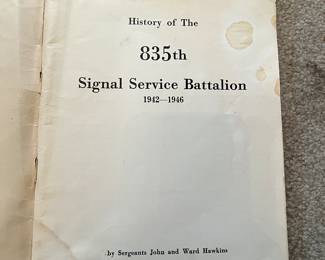 History of The
835th
Signal Service Battalion
1942—1946
by Sergeants John and Ward Hawkins